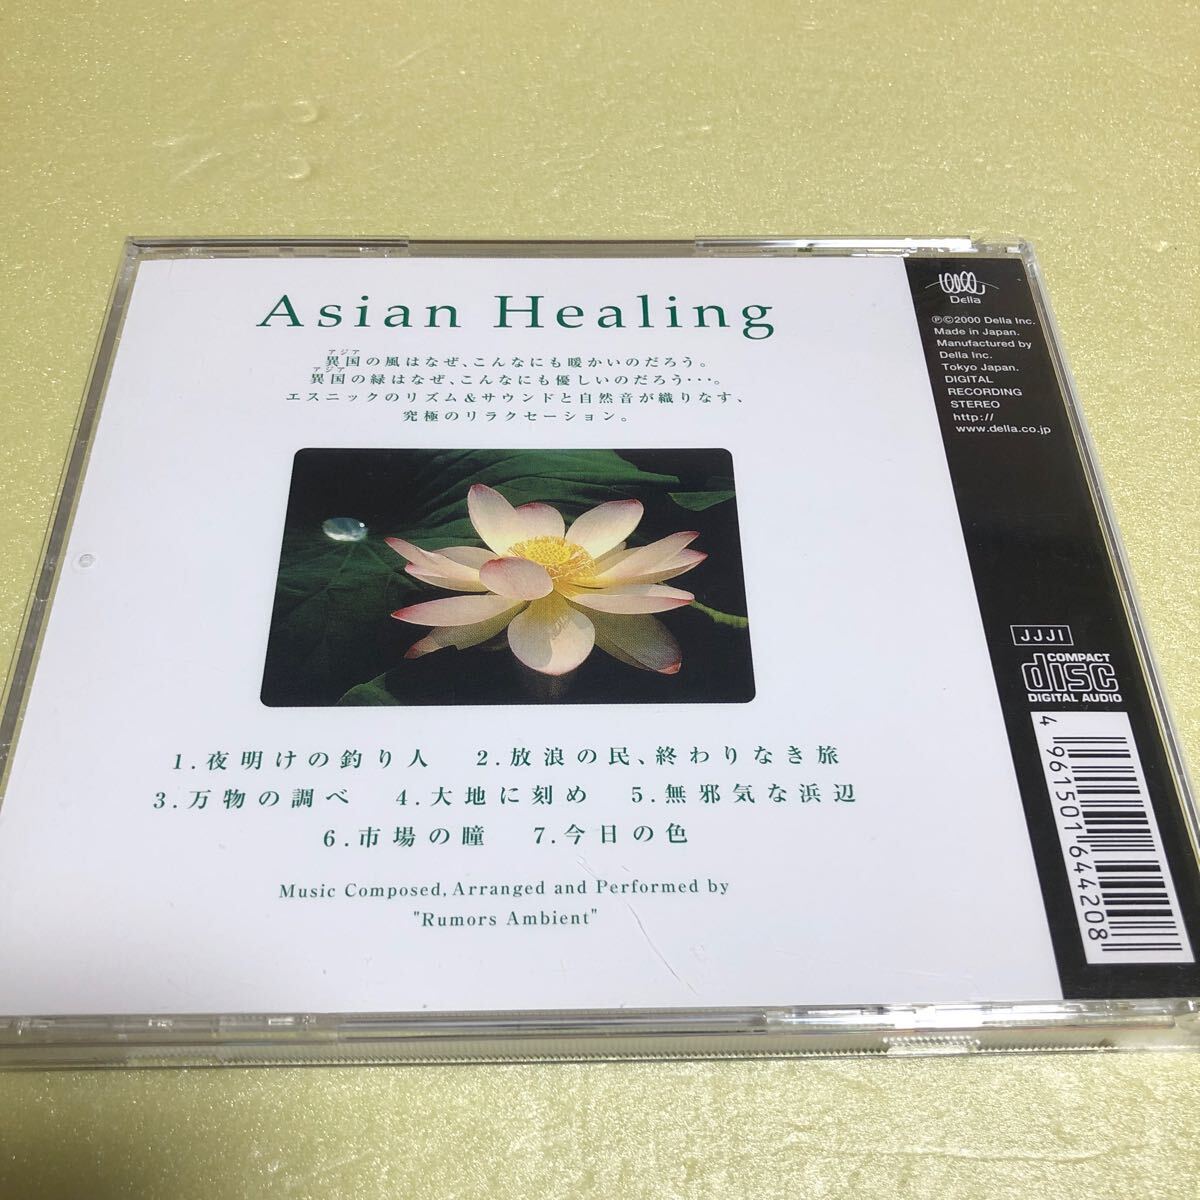 Asian Healing
アジア
異国の風はなぜ、こんなにも暖かいのだろう。
アジア
異国の緑はなぜ、こんなにも優しいのだろう・・・。
エスニックのリズム&サウンドと自然音が織りなす、
究極のリラクセーション。
1.夜明けの釣り人 2.放浪の民、終わりなき旅
3.万物の調べ 4.大地に刻め 5.無邪気な浜辺
6.市場の瞳 7.今日の色
Music Composed, Arranged and Performed by
"Rumors Ambient"
Della
℗©2000 Della Inc.
Made in Japan.
Manufactured by
Della Inc.
Tokyo Japan.
DIGITAL
RECORDING
STEREO
http://
www.della.co.jp
JJJI
COMPACT
disc
DIGITAL AUDIO
4961501644208